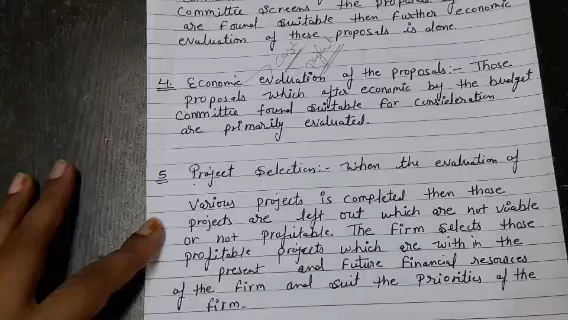 Committee screens the proposals
are found suitable then further economic
evaluation of these proposals is done
4. Economic evaluation of the proposals:- Those
proposals which after economic by the budget
committee found suitable for consideration
are primarily evaluated.
5 Project selection:- When the evaluation of
various projects is completed then those
projects are left out which are not viable
or not profitable. The firm selects those
profitable projects which are with in the
present and future financial resources
of the firm and suit the priorities of the
firm.